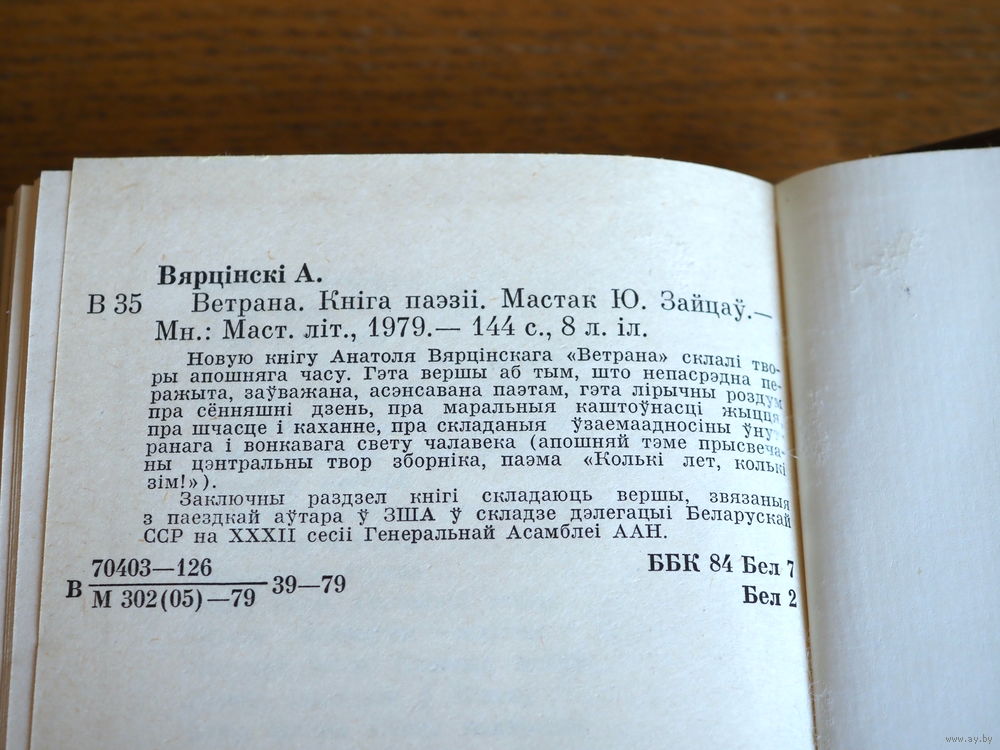 Вярцінскі А.
В 35 Ветрана. Кніга паэзіі. Мастак Ю. Зайцаў.—
Мн.: Маст. літ., 1979.— 144 с., 8 л. іл.
Новую кнігу Анатоля Вярцінскага «Ветрана» склалі тво-
ры апошняга часу. Гэта вершы аб тым, што непасрэдна пе-
ражыта, заўважана, асэнсавана паэтам, гэта лірычны роздум
пра сённяшні дзень, пра маральныя каштоўнасці жыцця,
пра шчасце і каханне, пра складаныя ўзаемаадносіны ўнут-
ранага і вонкавага свету чалавека (апошняй тэме прысвеча-
ны цэнтральны твор зборніка, паэма «Колькі лет, колькі
зім!»).
Заключны раздзел кнігі складаюць вершы, звязаныя
з паездкай аўтара ў ЗША ў складзе дэлегацыі Беларускай
ССР на XXXII сесіі Генеральнай Асамблеі ААН.
В 70403—126 39—79 ББК 84 Бел 7
М 302(05)—79 Бел 2
www.ay.by